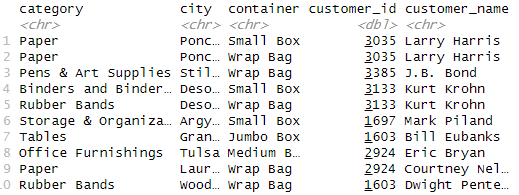 category city container customer_id customer_name
<chr> <chr> <chr> <dbl> <chr>
1 Paper Ponc… Small Box 3035 Larry Harris
2 Paper Ponc… Wrap Bag 3035 Larry Harris
3 Pens & Art Supplies Stil… Wrap Bag 3385 J.B. Bond
4 Binders and Binder… Deso… Small Box 3133 Kurt Krohn
5 Rubber Bands Deso… Wrap Bag 3133 Kurt Krohn
6 Storage & Organiza… Argy… Small Box 1697 Mark Piland
7 Tables Gran… Jumbo Box 1603 Bill Eubanks
8 Office Furnishings Tulsa Medium B… 2924 Eric Bryan
9 Paper Laur… Wrap Bag 2924 Courtney Nel…
0 Rubber Bands Wood… Wrap Bag 1603 Dwight Pente…